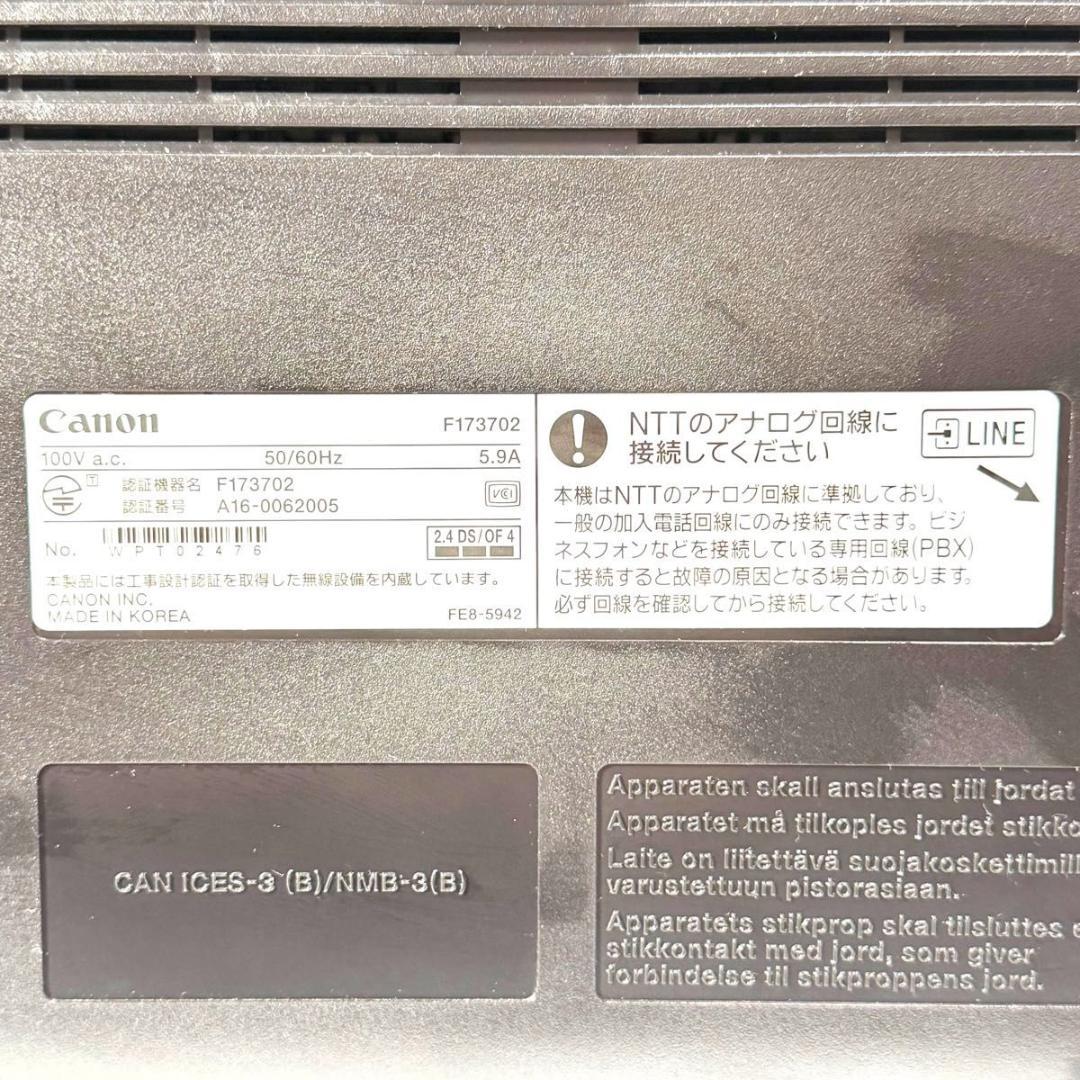 Canon F173702
100V a.c. 50/60Hz 5.9A
T 認証機器名 F173702
認証番号 A16-0062005
VCI
No. WPT02476
2.4 DS/OF 4
本製品には工事設計認証を取得した無線設備を内蔵しています。
CANON INC.
MADE IN KOREA FE8-5942
NTTのアナログ回線に
接続してください
LINE
本機はNTTのアナログ回線に準拠しており、
一般の加入電話回線にのみ接続できます。ビジ
ネスフォンなどを接続している専用回線(PBX)
に接続すると故障の原因となる場合があります。
必ず回線を確認してから接続してください。
CAN ICES-3 (B)/NMB-3(B)
Apparaten skall anslutas till jordat
Apparatet må tilkoples jordet stikko
Laite on liitettävä suojakoskettimill
varustettuun pistorasiaan.
Apparatets stikprop skal tilsluttes e
stikkontakt med jord, som giver
forbindelse til stikproppens jord.